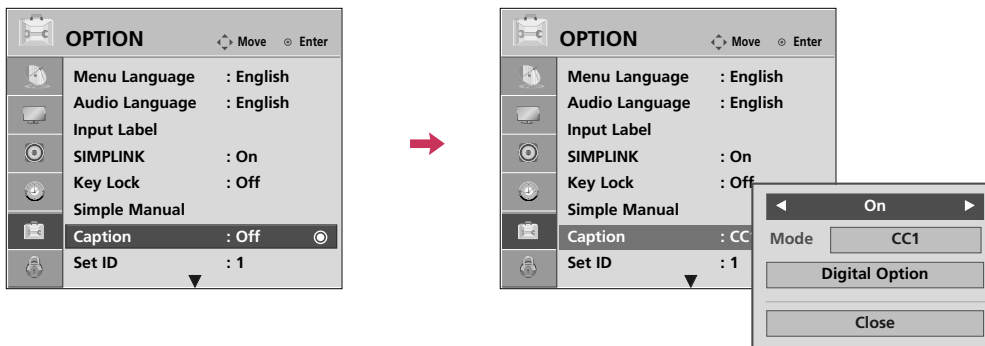 OPTION Move Enter
Menu Language : English
Audio Language : English
Input Label
SIMPLINK : On
Key Lock : Off
Simple Manual
Caption : Off
Set ID : 1
OPTION Move Enter
Menu Language : English
Audio Language : English
Input Label
SIMPLINK : On
Key Lock : Off
Simple Manual
Caption : CC
Set ID : 1
On
Mode CC1
Digital Option
Close